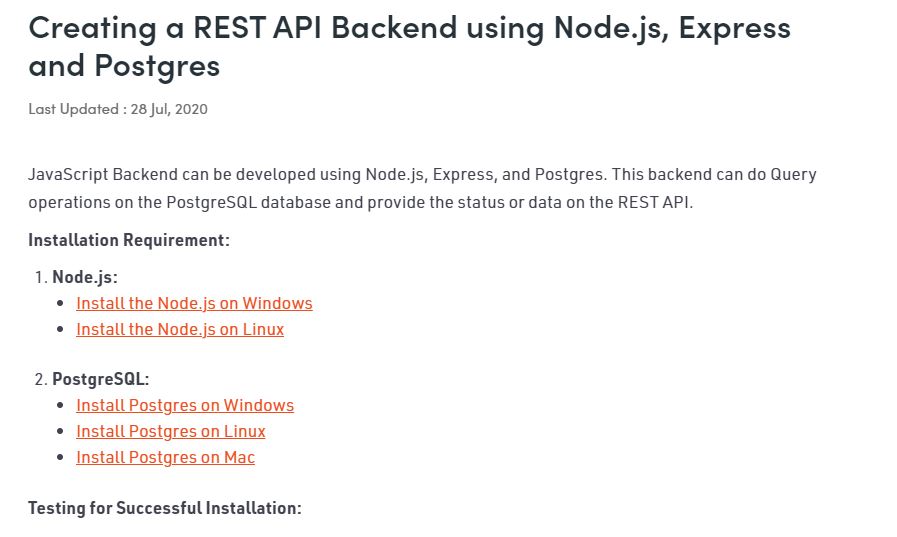 Creating a REST API Backend using Node.js, Express
and Postgres
Last Updated : 28 Jul, 2020
JavaScript Backend can be developed using Node.js, Express, and Postgres. This backend can do Query
operations on the PostgreSQL database and provide the status or data on the REST API.
Installation Requirement:
1. Node.js:
• Install the Node.js on Windows
• Install the Node.js on Linux
2. PostgreSQL:
• Install Postgres on Windows
• Install Postgres on Linux
• Install Postgres on Mac
Testing for Successful Installation: